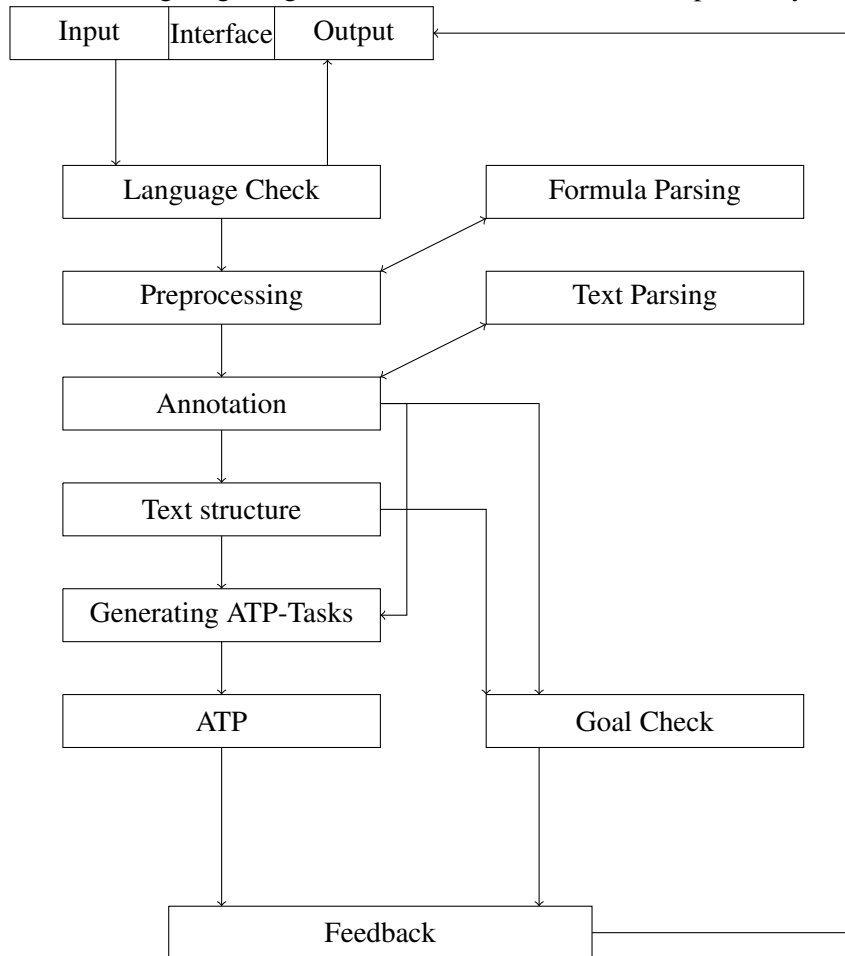 Input Interface Output
Language Check
Formula Parsing
Preprocessing
Text Parsing
Annotation
Text structure
Generating ATP-Tasks
ATP
Goal Check
Feedback